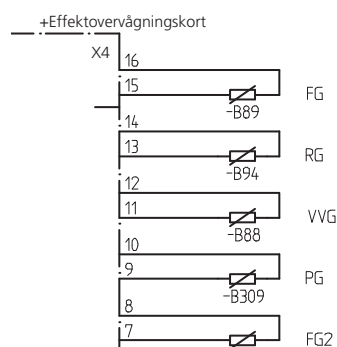 +Effektovervågningskort
X4
16
15
-B89
FG
14
13
-B94
RG
12
11
-B88
VVG
10
9
-B309
PG
8
7
FG2